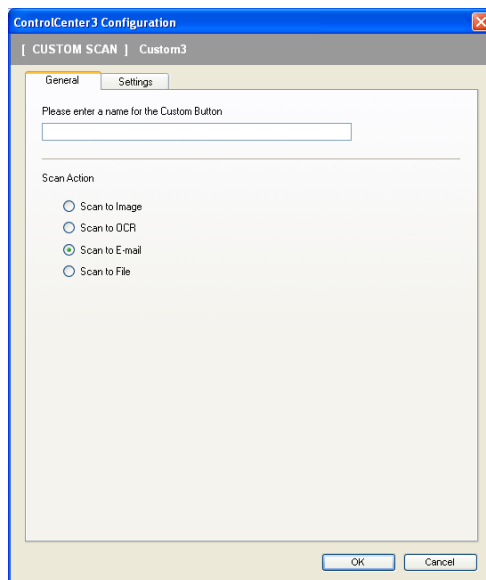 ControlCenter3 Configuration
[ CUSTOM SCAN ] Custom3
General Settings
Please enter a name for the Custom Button
Scan Action
Scan to Image
Scan to OCR
Scan to E-mail
Scan to File
OK Cancel